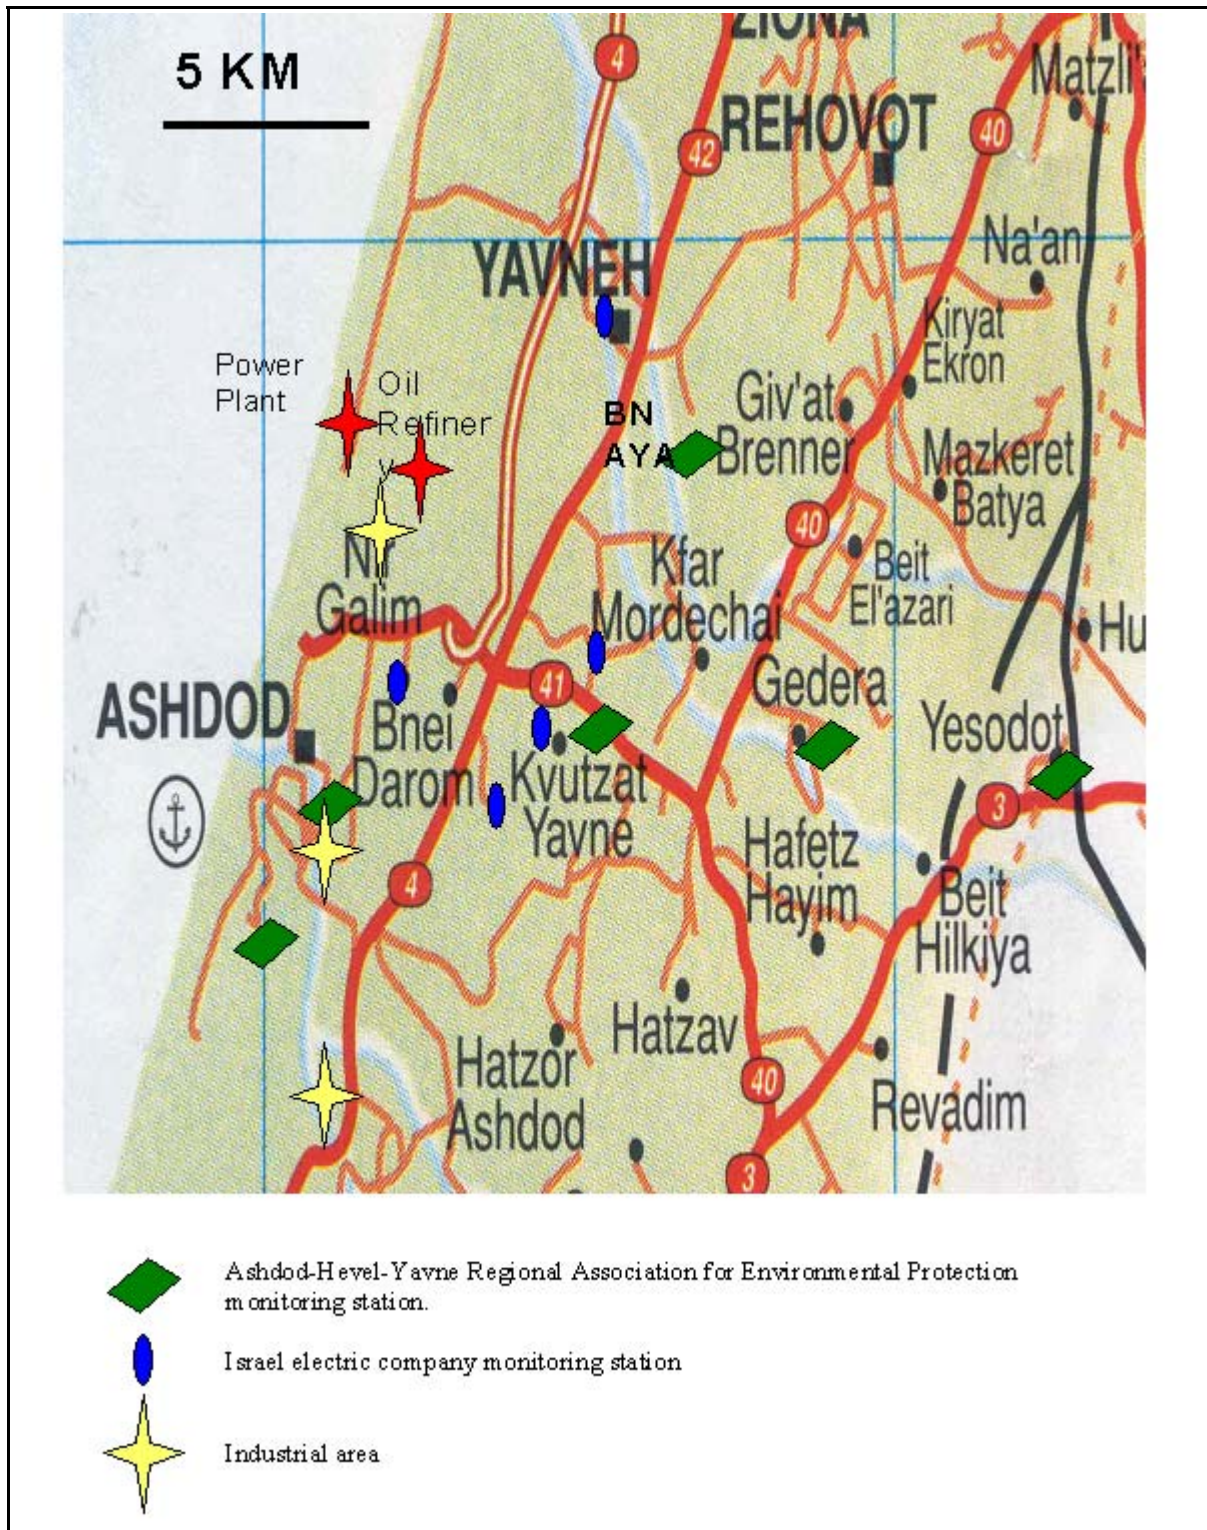 5 KM
ZIONA
4
Matzli'
REHOVOT
40
42
Na'an
YAVNEH
Kiryat
Ekron
Power
Plant
Oil
Refiner
y
BN
AYA
Giv'at
Brenner
Mazkeret
Batya
40
Nir
Galim
Kfar
Mordechai
Beit
El'azari
Hu
41
Gedera
ASHDOD
Bnei
Darom
Yesodot
Kvutzat
Yavne
3
4
Hafetz
Hayim
Beit
Hilkiya
Hatzav
Hatzor
Ashdod
40
Revadim
3
Ashdod-Hevel-Yavne Regional Association for Environmental Protection
monitoring station.
Israel electric company monitoring station
Industrial area